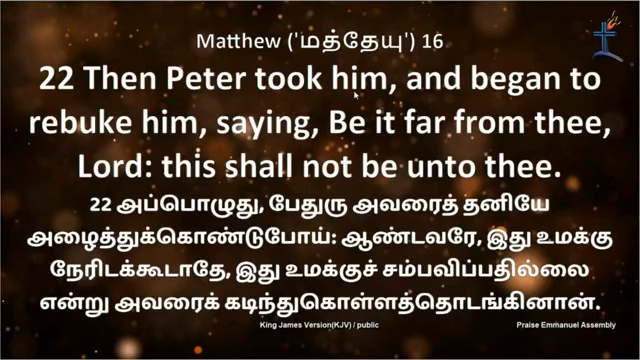 Matthew ('மத்தேயு') 16
22 Then Peter took him, and began to
rebuke him, saying, Be it far from thee,
Lord: this shall not be unto thee.
22 அப்பொழுது, பேதுரு அவரைத் தனியே
அழைத்துக்கொண்டுபோய்: ஆண்டவரே, இது உமக்கு
நேரிடக்கூடாதே, இது உமக்குச் சம்பவிப்பதில்லை
என்று அவரைக் கடிந்துகொள்ளத்தொடங்கினான்.
King James Version(KJV) / public
Praise Emmanuel Assembly